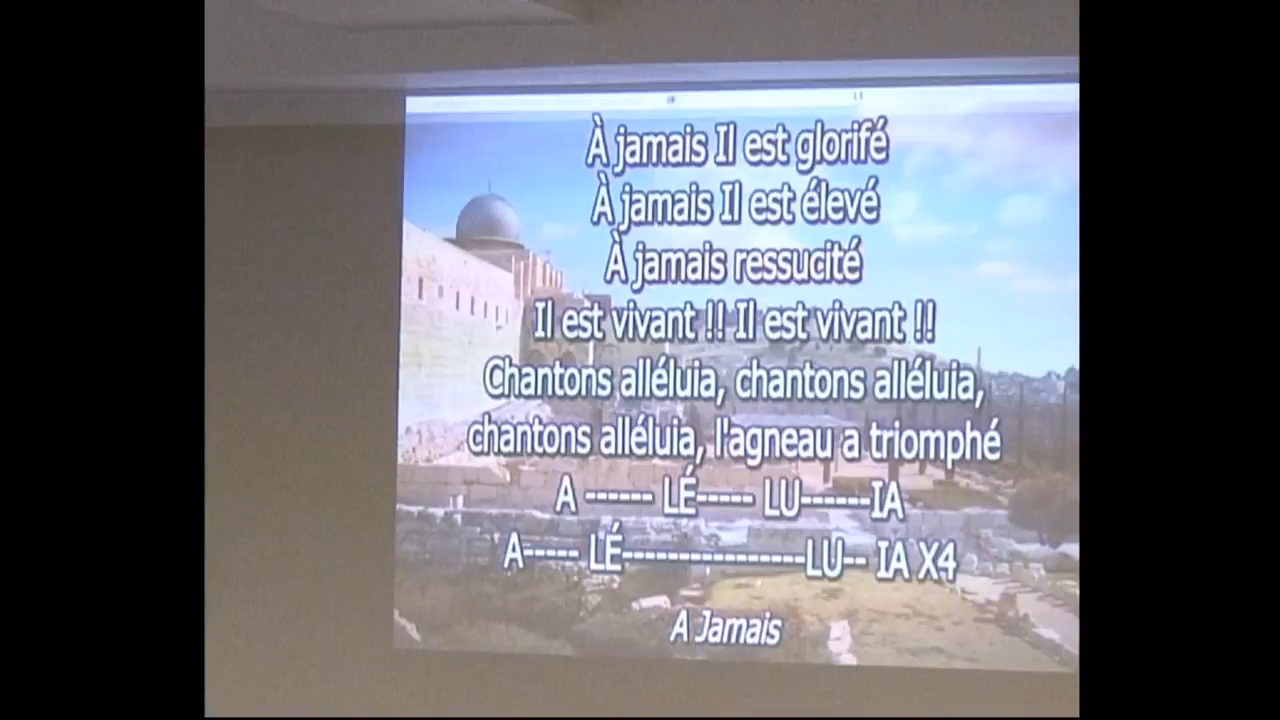 À jamais Il est glorifé
À jamais Il est élevé
À jamais ressucité
Il est vivant !! Il est vivant !!
Chantons alléluia, chantons alléluia,
chantons alléluia, l'agneau a triomphé
A ------ LÉ----- LU------IA
A----- LÉ----------------LU-- IA X4
A Jamais